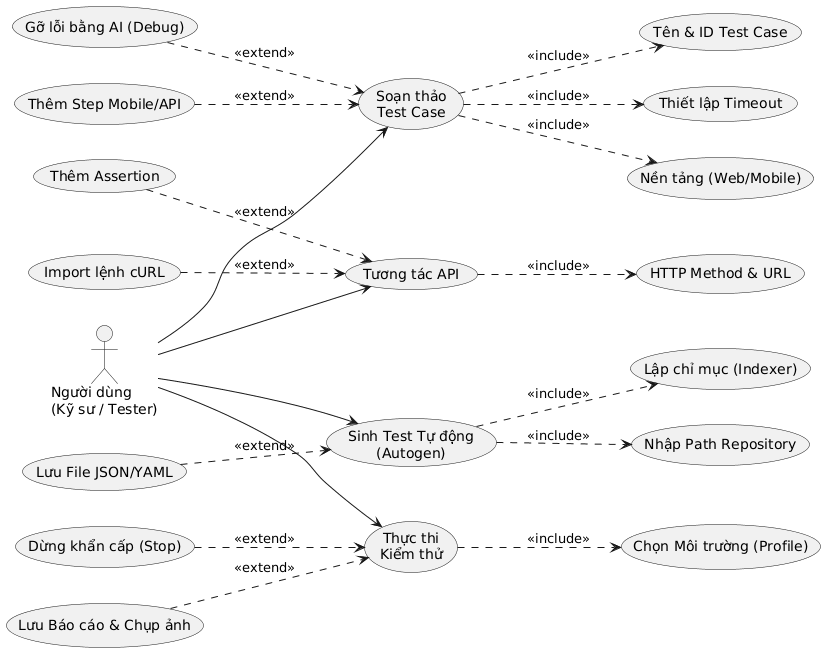 Gỡ lỗi bằng AI (Debug)
«extend»
Thêm Step Mobile/API
«extend»
Soạn thảo
Test Case
«include»
Tên & ID Test Case
«include»
Thiết lập Timeout
«include»
Nền tảng (Web/Mobile)
Thêm Assertion
«extend»
Import lệnh cURL
«extend»
Tương tác API
«include»
HTTP Method & URL
Người dùng
(Kỹ sư / Tester)
Sinh Test Tự động
(Autogen)
«include»
Lập chỉ mục (Indexer)
«include»
Nhập Path Repository
Lưu File JSON/YAML
«extend»
Dừng khẩn cấp (Stop)
«extend»
Thực thi
Kiểm thử
«include»
Chọn Môi trường (Profile)
«extend»
Lưu Báo cáo & Chụp ảnh